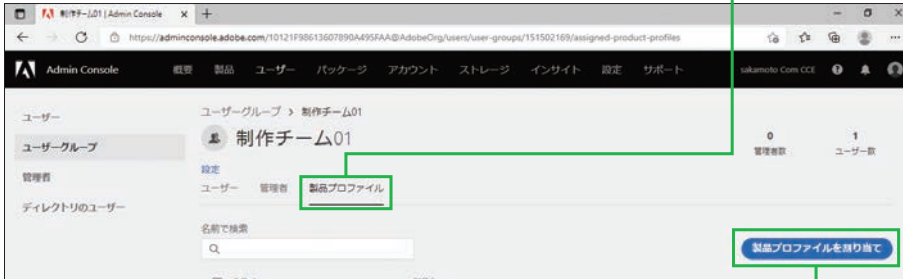 制作チーム01 | Admin Console
https://adminconsole.adobe.com/10121F98613607890A495FAA@AdobeOrg/users/user-groups/151502169/assigned-product-profiles
Admin Console 概要 製品 ユーザー パッケージ アカウント ストレージ インサイト 設定 サポート sakamoto Com CCE
ユーザー
ユーザーグループ
管理者
ディレクトリのユーザー
ユーザーグループ > 制作チーム01
制作チーム01
0
管理者数
1
ユーザー数
設定
ユーザー 管理者 製品プロファイル
名前で検索
製品プロファイルを割り当て